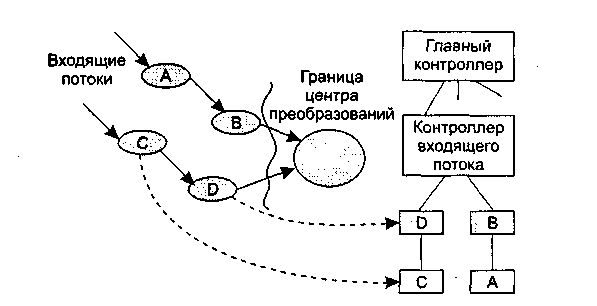 Входящие
потоки
A
B
C
D
Граница
центра
преобразований
Главный
контроллер
Контроллер
входящего
потока
D
B
C
A